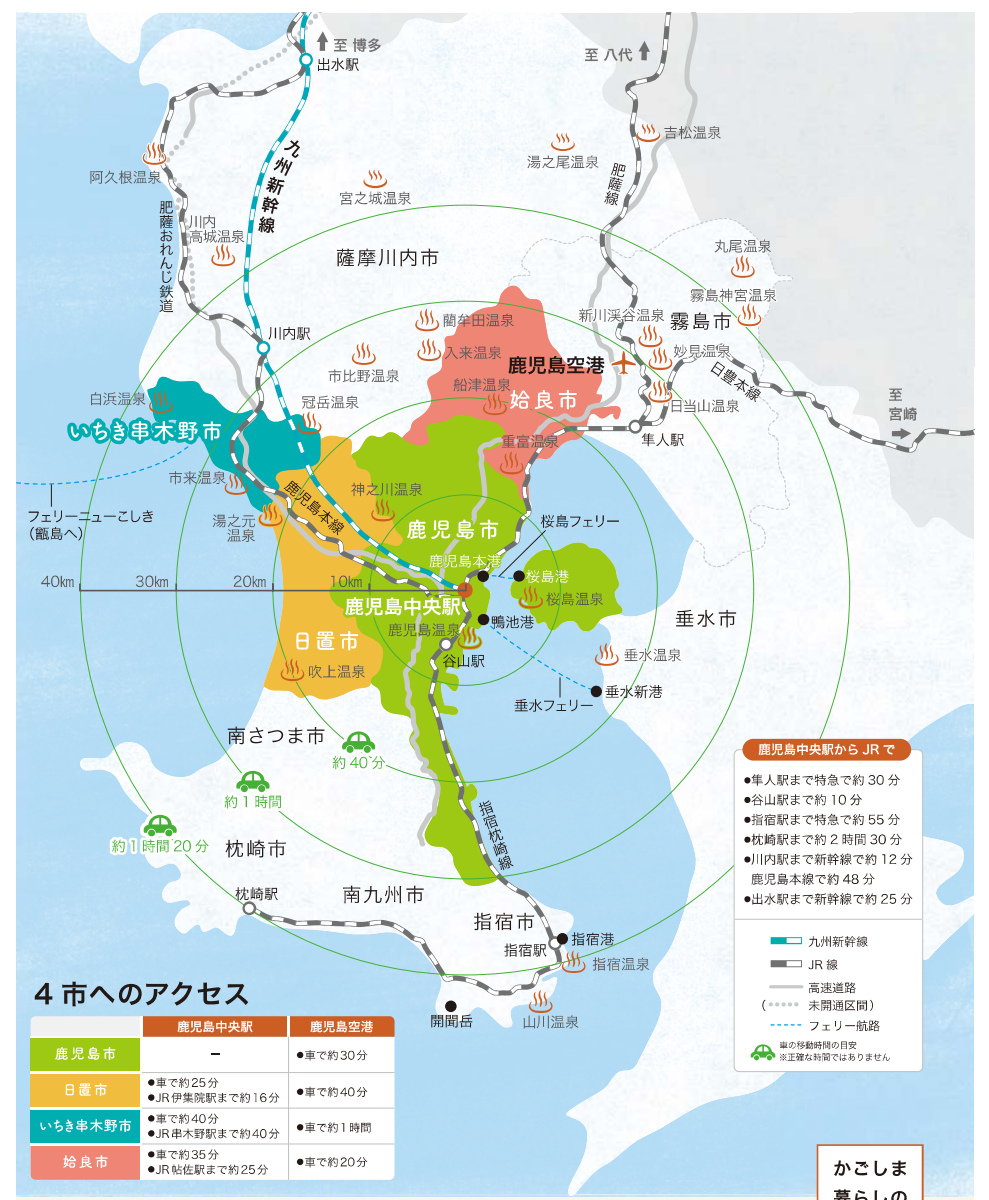 至 博多
出水駅
至 八代
吉松温泉
湯之尾温泉
阿久根温泉
九州新幹線
肥薩線
宮之城温泉
肥薩おれんじ鉄道
川内
高城温泉
薩摩川内市
丸尾温泉
霧島神宮温泉
新川渓谷温泉
霧島市
藺牟田温泉
川内駅
入来温泉
妙見温泉
市比野温泉
鹿児島空港
日豊本線
船津温泉
姶良市
日当山温泉
至
宮崎
白浜温泉
冠岳温泉
いちき串木野市
重富温泉
隼人駅
市来温泉
鹿児島本線
神之川温泉
フェリーニューこしき
(甑島へ)
湯之元
温泉
鹿児島市
桜島フェリー
鹿児島本港
桜島港
40km
30km
20km
10km
桜島温泉
鹿児島中央駅
鴨池港
垂水市
鹿児島温泉
日置市
谷山駅
垂水温泉
吹上温泉
垂水新港
垂水フェリー
南さつま市
約40分
約1時間
約1時間20分
指宿枕崎線
枕崎市
枕崎駅
南九州市
指宿市
指宿港
指宿駅
指宿温泉
開聞岳
山川温泉
鹿児島中央駅から JR で
●隼人駅まで特急で約30分
●谷山駅まで約10分
●指宿駅まで特急で約55分
●枕崎駅まで約2時間30分
●川内駅まで新幹線で約12分
鹿児島本線で約48分
●出水駅まで新幹線で約25分
九州新幹線
JR 線
高速道路
( 未開通区間)
フェリー航路
車の移動時間の目安
※正確な時間ではありません
4市へのアクセス
鹿児島中央駅 鹿児島空港
鹿児島市 − ●車で約30分
日置市 ●車で約25分 ●車で約40分
●JR伊集院駅まで約16分
いちき串木野市 ●車で約40分 ●車で約1時間
●JR串木野駅まで約40分
姶良市 ●車で約35分 ●車で約20分
●JR帖佐駅まで約25分
かごしま
暮らしの